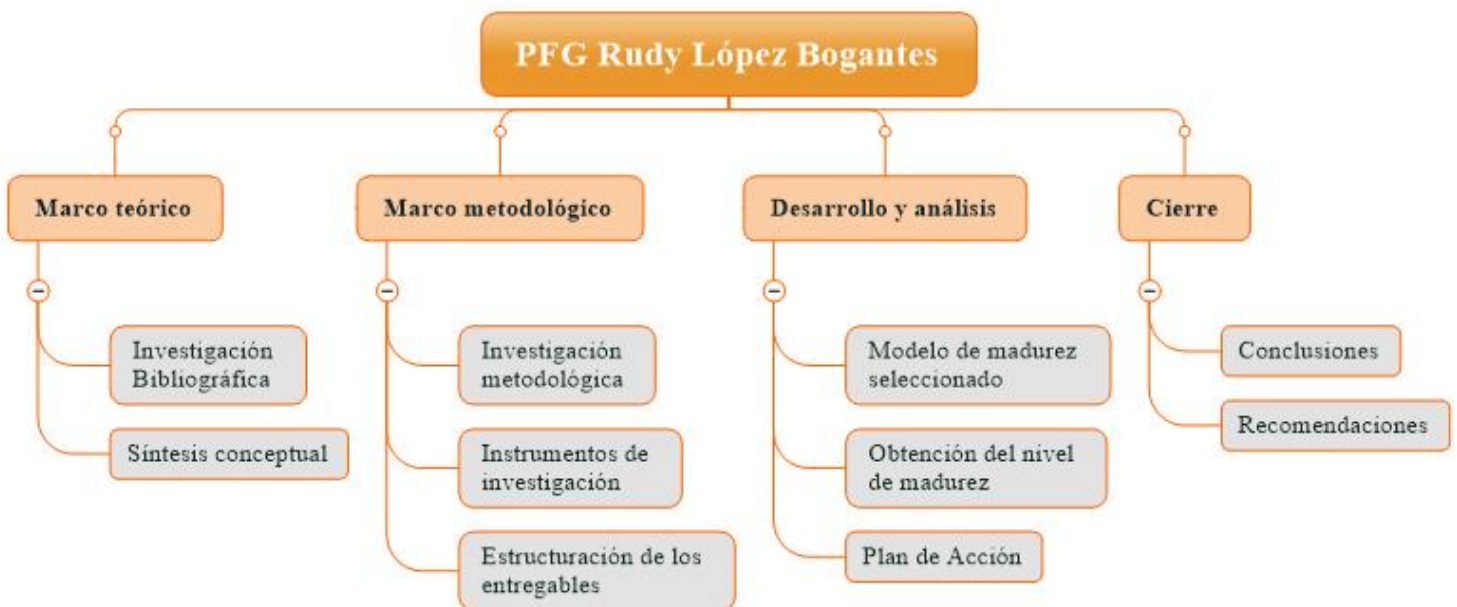 PFG Rudy López Bogantes
Marco teórico
Investigación
Bibliográfica
Síntesis conceptual
Marco metodológico
Investigación
metodológica
Instrumentos de
investigación
Estructuración de los
entregables
Desarrollo y análisis
Modelo de madurez
seleccionado
Obtención del nivel
de madurez
Plan de Acción
Cierre
Conclusiones
Recomendaciones